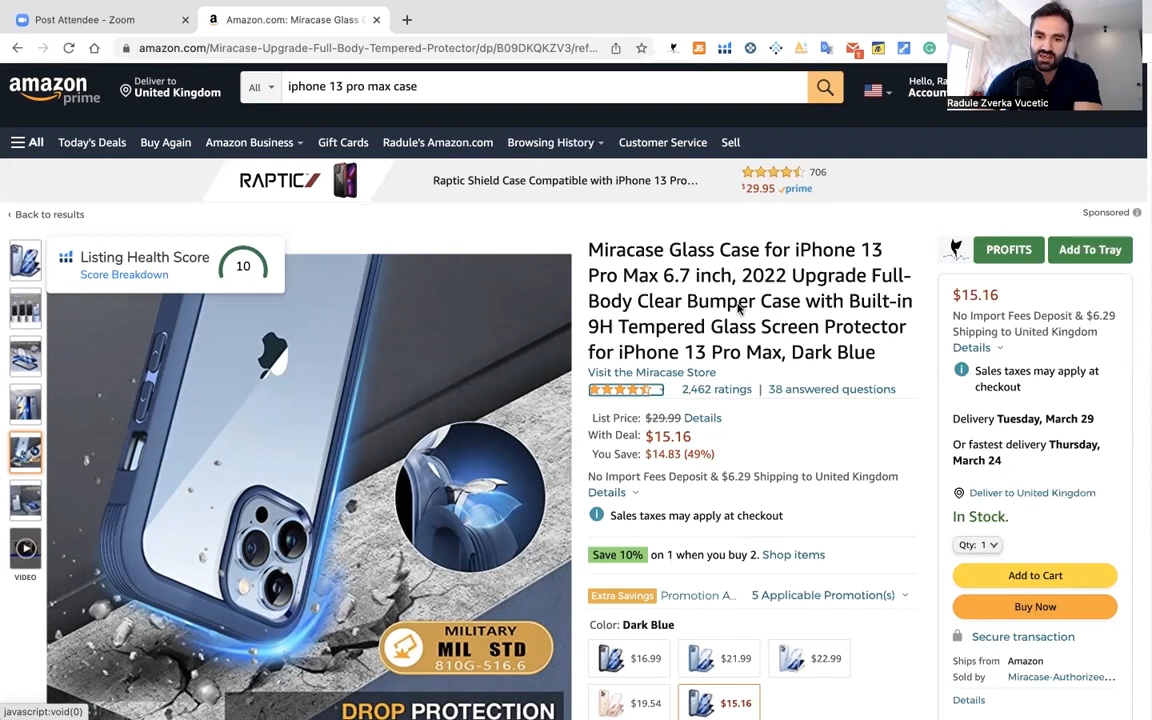 Post Attendee - Zoom
Amazon.com: Miracase Glass
amazon.com/Miracase-Upgrade-Full-Body-Tempered-Protector/dp/B09DKQKZV3/ref...
Radule Zverka Vucetic
amazon
prime
Deliver to
United Kingdom
All
iphone 13 pro max case
Hello, Ra
Accoun
All
Today's Deals
Buy Again
Amazon Business
Gift Cards
Radule's Amazon.com
Browsing History
Customer Service
Sell
RAPTIC
Raptic Shield Case Compatible with iPhone 13 Pro...
706
$29.95 prime
‹ Back to results
Sponsored
Listing Health Score
Score Breakdown
10
VIDEO
MILITARY
MIL STD
810G-516.6
DROP PROTECTION
Miracase Glass Case for iPhone 13
Pro Max 6.7 inch, 2022 Upgrade Full-
Body Clear Bumper Case with Built-in
9H Tempered Glass Screen Protector
for iPhone 13 Pro Max, Dark Blue
Visit the Miracase Store
2,462 ratings | 38 answered questions
List Price: $29.99 Details
With Deal: $15.16
You Save: $14.83 (49%)
No Import Fees Deposit & $6.29 Shipping to United Kingdom
Details
Sales taxes may apply at checkout
Save 10% on 1 when you buy 2. Shop items
Extra Savings Promotion A... 5 Applicable Promotion(s)
Color: Dark Blue
$16.99
$21.99
$22.99
$19.54
$15.16
PROFITS
Add To Tray
$15.16
No Import Fees Deposit & $6.29
Shipping to United Kingdom
Details
Sales taxes may apply at
checkout
Delivery Tuesday, March 29
Or fastest delivery Thursday,
March 24
Deliver to United Kingdom
In Stock.
Qty: 1
Add to Cart
Buy Now
Secure transaction
Ships from Amazon
Sold by Miracase-Authorizee...
Details
javascript:void(0)